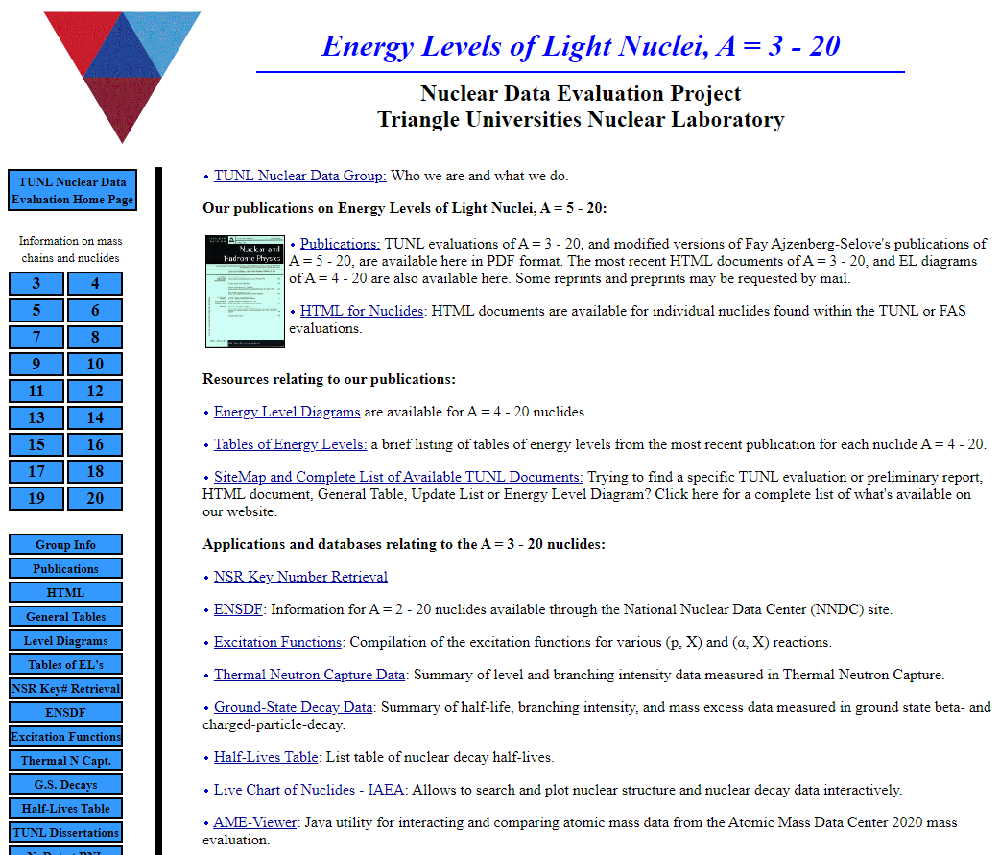 Energy Levels of Light Nuclei, A = 3 - 20
Nuclear Data Evaluation Project
Triangle Universities Nuclear Laboratory
TUNL Nuclear Data
Evaluation Home Page
Information on mass
chains and nuclides
3 4
5 6
7 8
9 10
11 12
13 14
15 16
17 18
19 20
Group Info
Publications
HTML
General Tables
Level Diagrams
Tables of EL's
NSR Key# Retrieval
ENSDF
Excitation Functions
Thermal N Capt.
G.S. Decays
Half-Lives Table
TUNL Dissertations
• TUNL Nuclear Data Group: Who we are and what we do.
Our publications on Energy Levels of Light Nuclei, A = 5 - 20:
Nuclear and
Hadronic Physics
• Publications: TUNL evaluations of A = 3 - 20, and modified versions of Fay Ajzenberg-Selove's publications of
A = 5 - 20, are available here in PDF format. The most recent HTML documents of A = 3 - 20, and EL diagrams
of A = 4 - 20 are also available here. Some reprints and preprints may be requested by mail.
• HTML for Nuclides: HTML documents are available for individual nuclides found within the TUNL or FAS
evaluations.
Resources relating to our publications:
• Energy Level Diagrams are available for A = 4 - 20 nuclides.
• Tables of Energy Levels: a brief listing of tables of energy levels from the most recent publication for each nuclide A = 4 - 20.
• SiteMap and Complete List of Available TUNL Documents: Trying to find a specific TUNL evaluation or preliminary report,
HTML document, General Table, Update List or Energy Level Diagram? Click here for a complete list of what's available on
our website.
Applications and databases relating to the A = 3 - 20 nuclides:
• NSR Key Number Retrieval
• ENSDF: Information for A = 2 - 20 nuclides available through the National Nuclear Data Center (NNDC) site.
• Excitation Functions: Compilation of the excitation functions for various (p, X) and (α, X) reactions.
• Thermal Neutron Capture Data: Summary of level and branching intensity data measured in Thermal Neutron Capture.
• Ground-State Decay Data: Summary of half-life, branching intensity, and mass excess data measured in ground state beta- and
charged-particle-decay.
• Half-Lives Table: List table of nuclear decay half-lives.
• Live Chart of Nuclides - IAEA: Allows to search and plot nuclear structure and nuclear decay data interactively.
• AME-Viewer: Java utility for interacting and comparing atomic mass data from the Atomic Mass Data Center 2020 mass
evaluation.